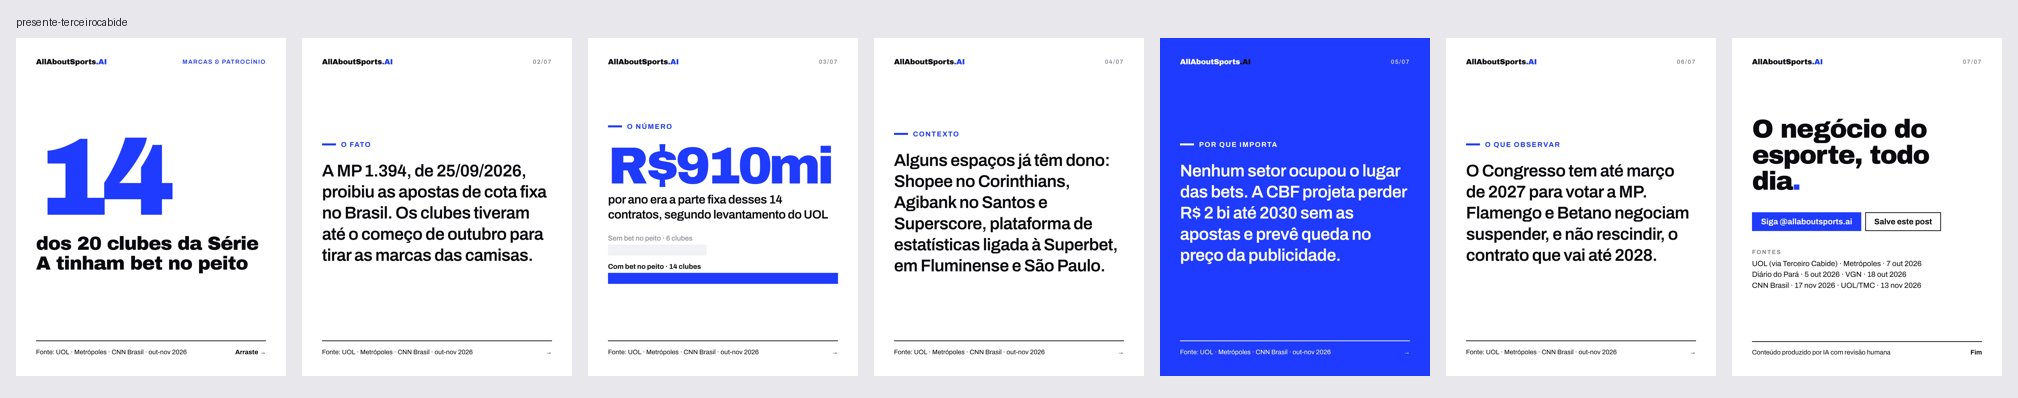 presente-terceirocabide
AllAboutSports.AI
MARCAS & PATROCÍNIO
14
dos 20 clubes da Série
A tinham bet no peito
Fonte: UOL · Metrópoles · CNN Brasil · out-nov 2026
Arraste →
AllAboutSports.AI
02/07
O FATO
A MP 1.394, de 25/09/2026,
proibiu as apostas de cota fixa
no Brasil. Os clubes tiveram
até o começo de outubro para
tirar as marcas das camisas.
Fonte: UOL · Metrópoles · CNN Brasil · out-nov 2026
→
AllAboutSports.AI
03/07
O NÚMERO
R$910mi
por ano era a parte fixa desses 14
contratos, segundo levantamento do UOL
Sem bet no peito · 6 clubes
Com bet no peito · 14 clubes
Fonte: UOL · Metrópoles · CNN Brasil · out-nov 2026
→
AllAboutSports.AI
04/07
CONTEXTO
Alguns espaços já têm dono:
Shopee no Corinthians,
Agibank no Santos e
Superscore, plataforma de
estatísticas ligada à Superbet,
em Fluminense e São Paulo.
Fonte: UOL · Metrópoles · CNN Brasil · out-nov 2026
→
AllAboutSports.AI
05/07
POR QUE IMPORTA
Nenhum setor ocupou o lugar
das bets. A CBF projeta perder
R$ 2 bi até 2030 sem as
apostas e prevê queda no
preço da publicidade.
Fonte: UOL · Metrópoles · CNN Brasil · out-nov 2026
→
AllAboutSports.AI
06/07
O QUE OBSERVAR
O Congresso tem até março
de 2027 para votar a MP.
Flamengo e Betano negociam
suspender, e não rescindir, o
contrato que vai até 2028.
Fonte: UOL · Metrópoles · CNN Brasil · out-nov 2026
→
AllAboutSports.AI
07/07
O negócio do
esporte, todo
dia.
Siga @allaboutsports.ai
Salve este post
FONTES
UOL (via Terceiro Cabide) · Metrópoles · 7 out 2026
Diário do Pará · 5 out 2026 · VGN · 18 out 2026
CNN Brasil · 17 nov 2026 · UOL/TMC · 13 nov 2026
Conteúdo produzido por IA com revisão humana
Fim